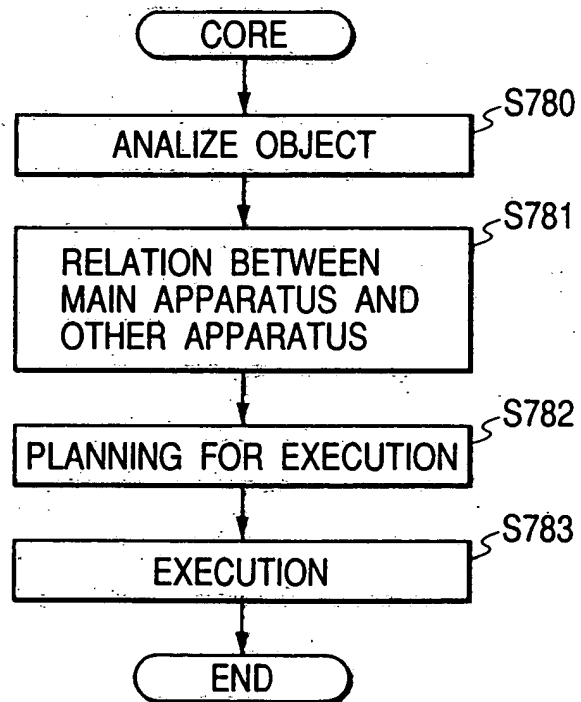 CORE
S780
ANALIZE OBJECT
S781
RELATION BETWEEN
MAIN APPARATUS AND
OTHER APPARATUS
S782
PLANNING FOR EXECUTION
S783
EXECUTION
END